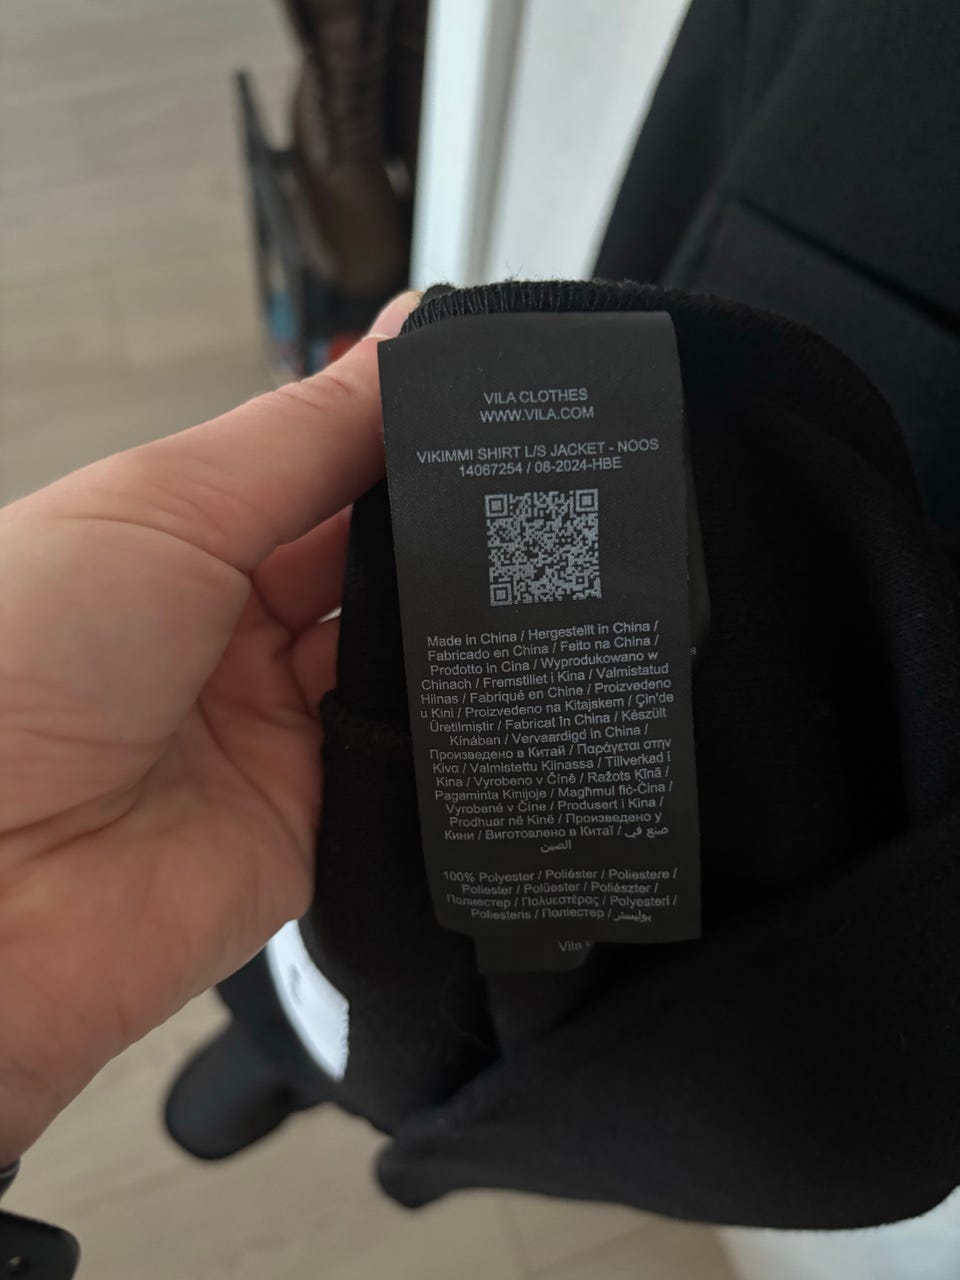 VILA CLOTHES
WWW.VILA.COM
VIKIMMI SHIRT L/S JACKET - NOOS
14067254 / 08-2024-HBE
Made in China / Hergestellt in China /
Fabricado en China / Feito na China /
Prodotto in Cina / Wyprodukowano w
Chinach / Fremstillet i Kina / Valmistatud
Hiinas / Fabriqué en Chine / Proizvedeno
u Kini / Proizvedeno na Kitajskem / Çin'de
Üretilmiştir / Fabricat în China / Készült
Kínában / Vervaardigd in China /
Произведено в Китай / Παράγεται στην
Κίνα / Valmistettu Kiinassa / Tillverkad i
Kina / Vyrobeno v Číně / Ražots Ķīnā /
Pagaminta Kinijoje / Magħmul fiċ-Ċina /
Vyrobené v Číne / Produsert i Kina /
Prodhuar në Kinë / Произведено у
Кини / Виготовлено в Китаї / صنع في
الصين
100% Polyester / Poliéster / Poliestere /
Poliester / Polüester / Poliészter /
Полиестер / Πολυεστέρας / Polyesteri /
Poliesteris / Поліестер / بوليستر
Vila